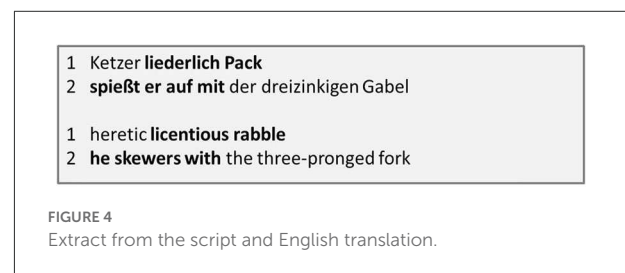 1 Ketzer liederlich Pack
2 spießt er auf mit der dreizinkigen Gabel
1 heretic licentious rabble
2 he skewers with the three-pronged fork
FIGURE 4
Extract from the script and English translation.